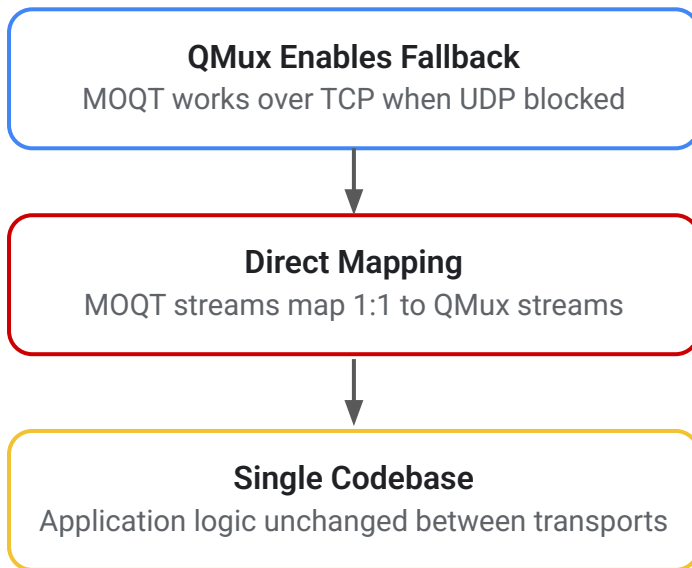 QMux Enables Fallback
MOQT works over TCP when UDP blocked
Direct Mapping
MOQT streams map 1:1 to QMux streams
Single Codebase
Application logic unchanged between transports